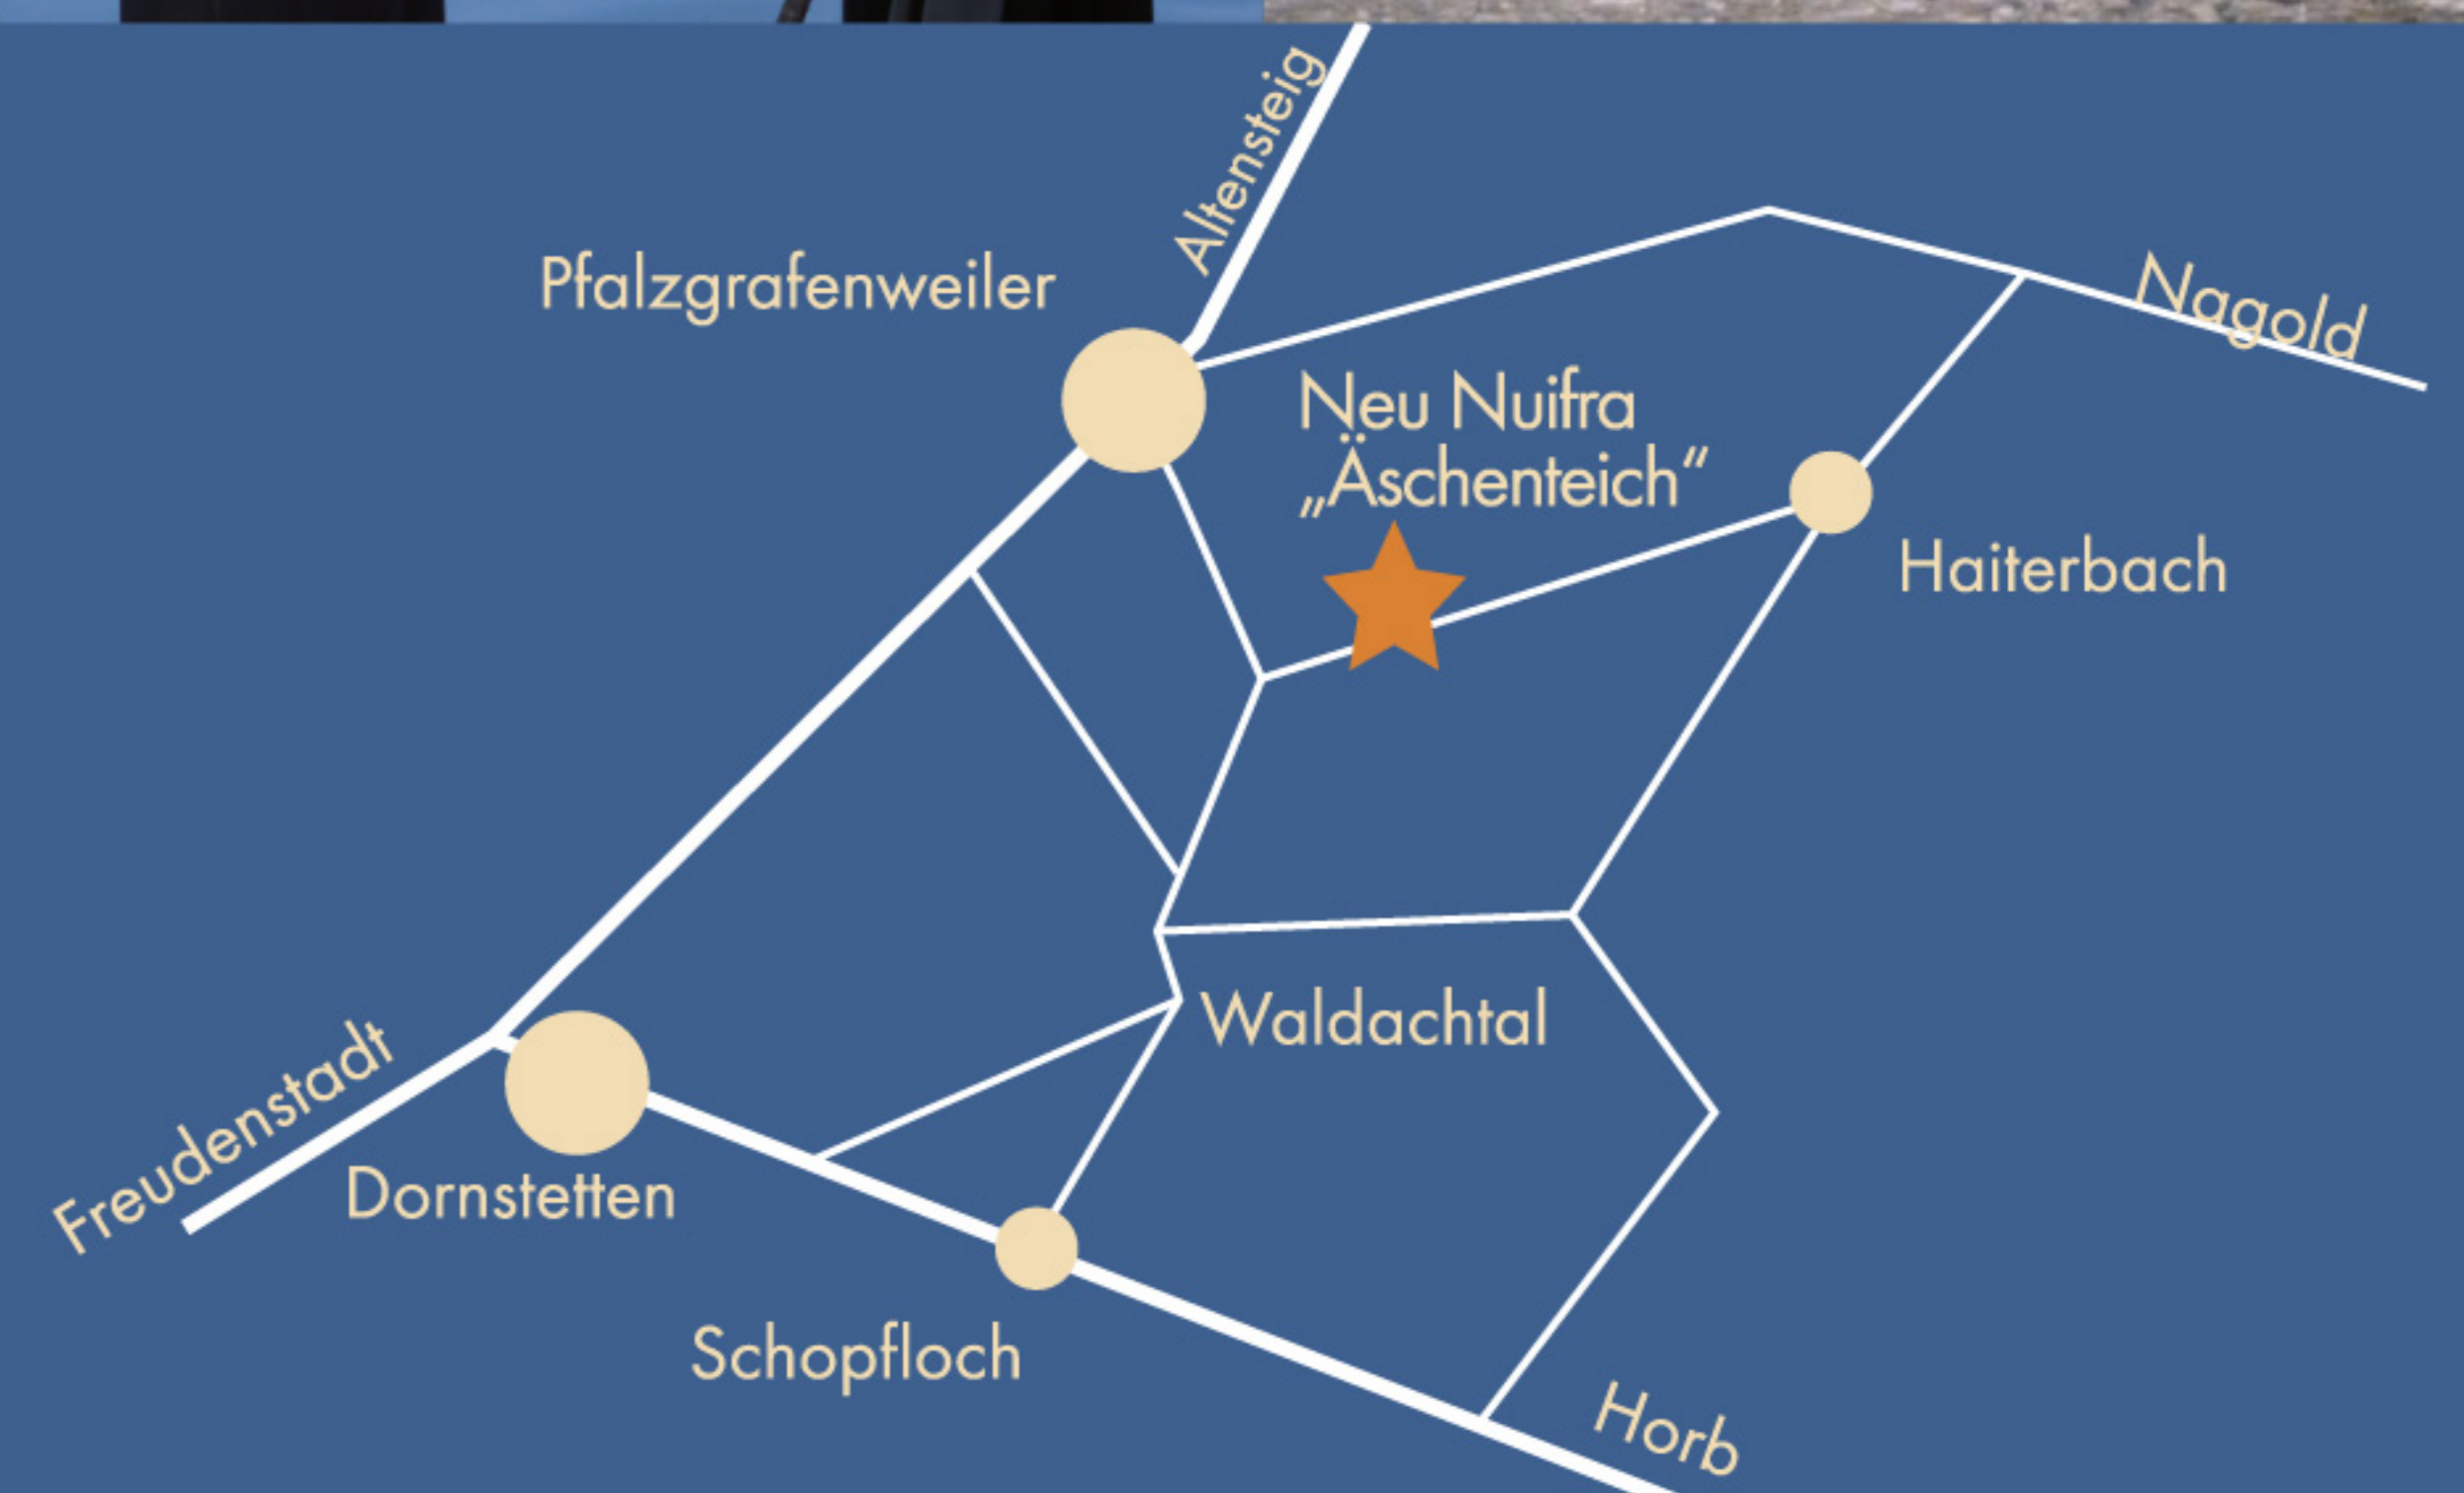 Altensteig
Pfalzgrafenweiler
Nagold
Neu Nuifra
„Äschenteich“
Haiterbach
Waldachtal
Freudenstadt
Dornstetten
Schopfloch
Horb